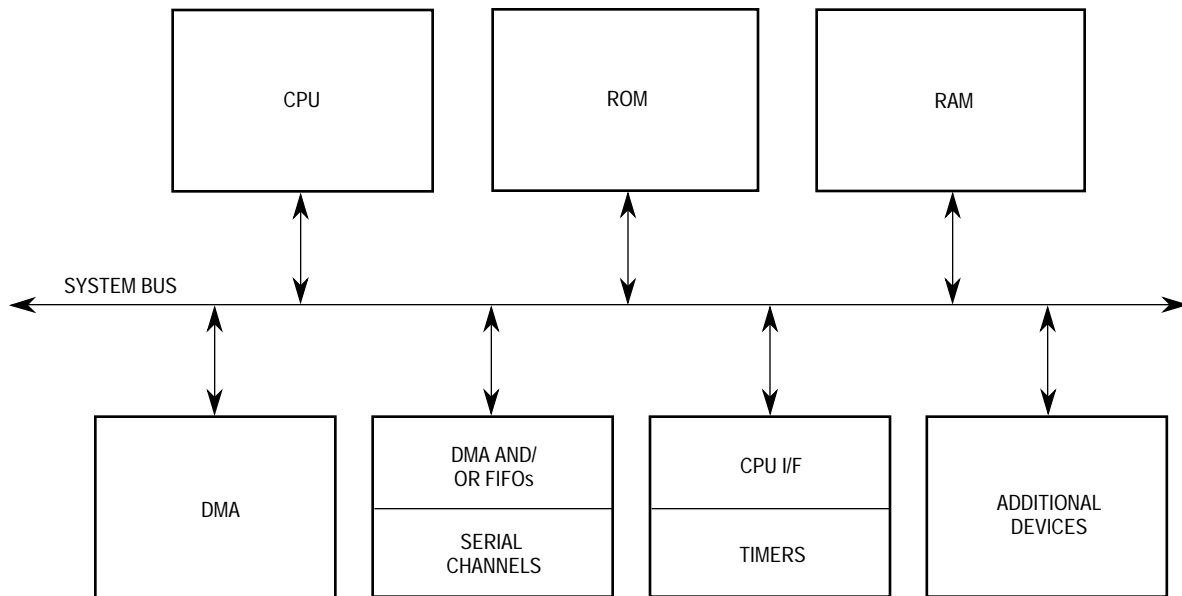 CPU
ROM
RAM
SYSTEM BUS
DMA
DMA AND/
OR FIFOs
SERIAL
CHANNELS
CPU I/F
TIMERS
ADDITIONAL
DEVICES